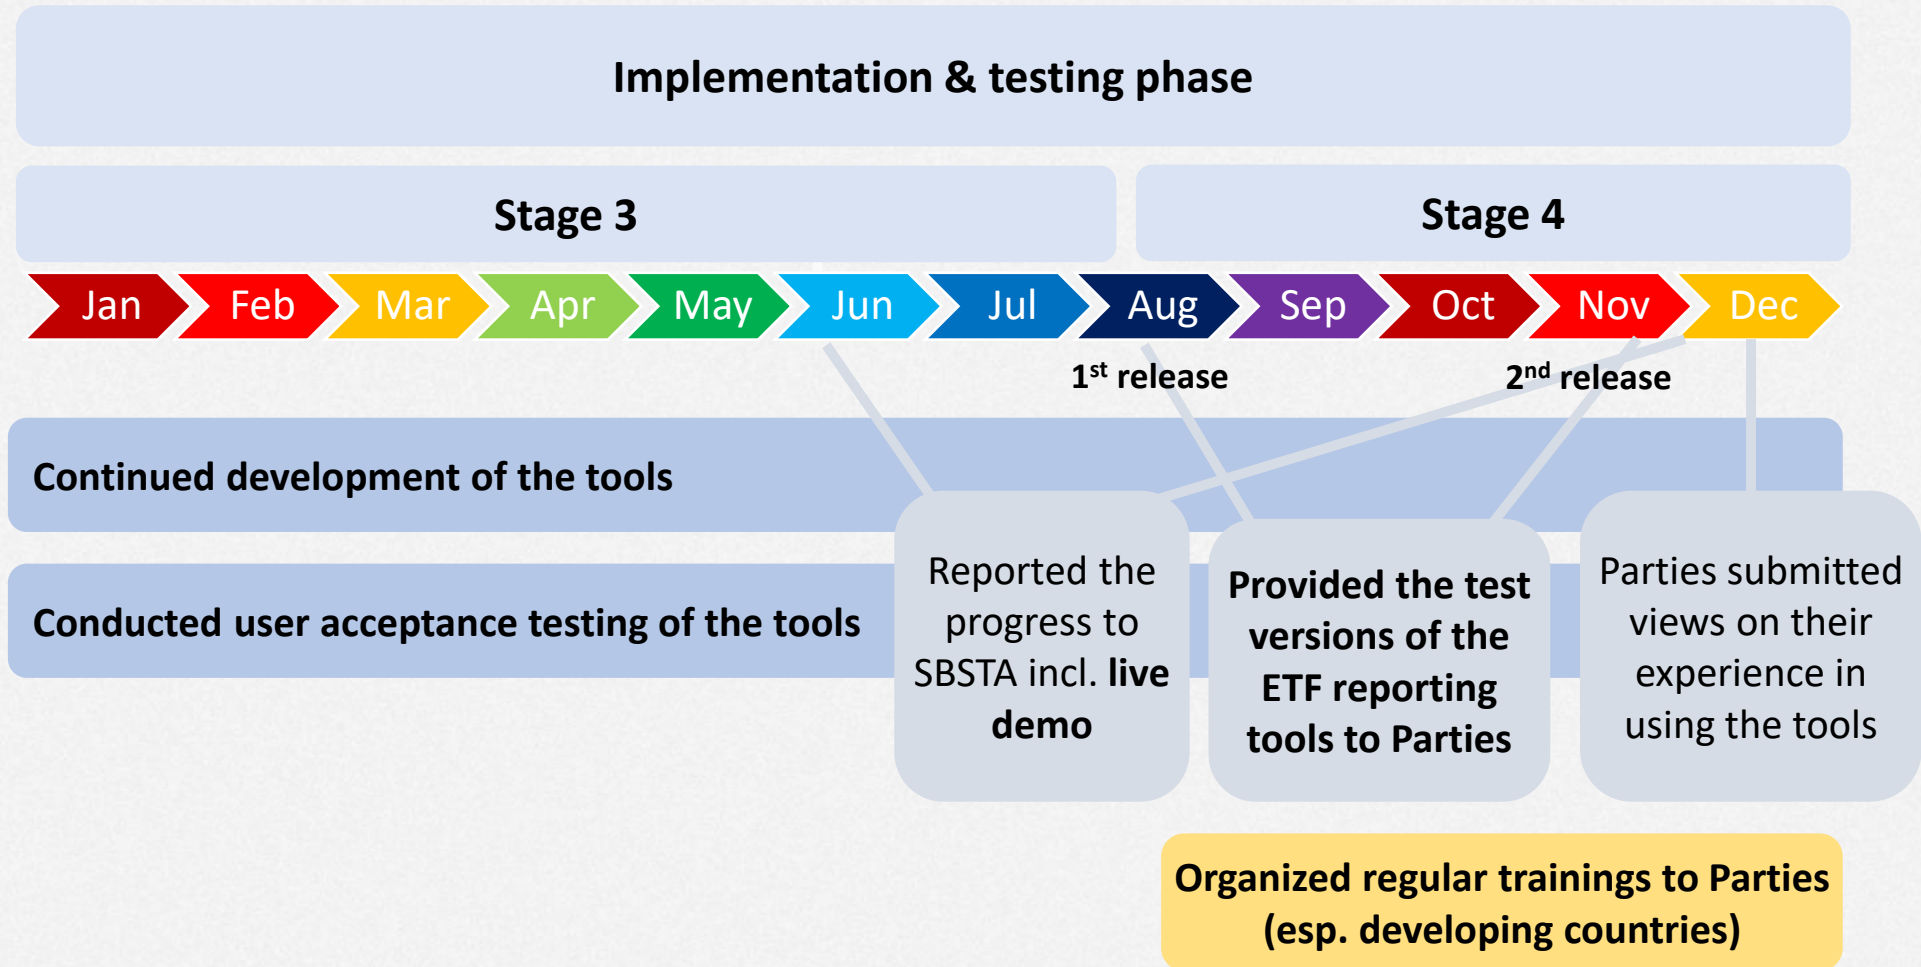 Implementation & testing phase
Stage 3
Stage 4
Jan Feb Mar Apr May Jun Jul Aug Sep Oct Nov Dec
1st release
2nd release
Continued development of the tools
Conducted user acceptance testing of the tools
Reported the
progress to
SBSTA incl. live
demo
Provided the test
versions of the
ETF reporting
tools to Parties
Parties submitted
views on their
experience in
using the tools
Organized regular trainings to Parties
(esp. developing countries)